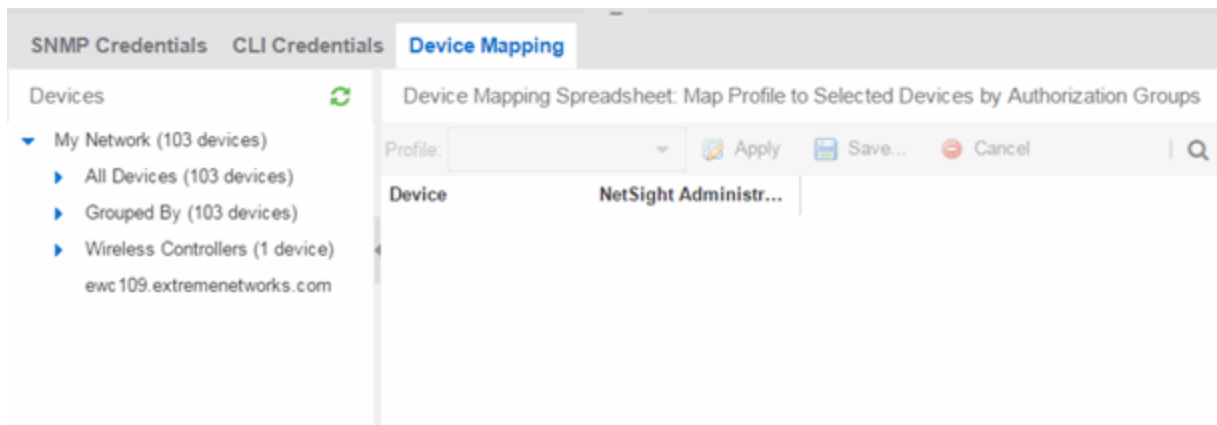 SNMP Credentials CLI Credentials Device Mapping
Devices
Device Mapping Spreadsheet: Map Profile to Selected Devices by Authorization Groups
My Network (103 devices)
All Devices (103 devices)
Grouped By (103 devices)
Wireless Controllers (1 device)
ewc109.extremenetworks.com
Profile: Apply Save... Cancel
Device NetSight Administr...